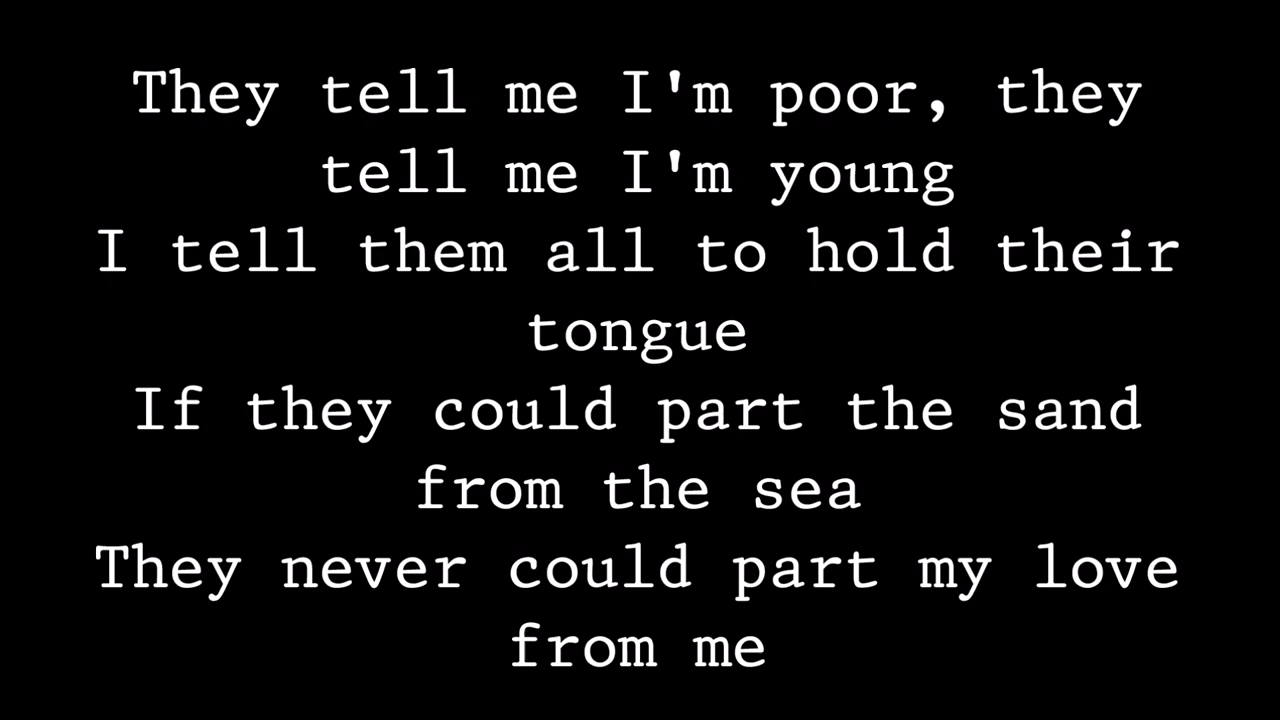 They tell me I'm poor, they
tell me I'm young
I tell them all to hold their
tongue
If they could part the sand
from the sea
They never could part my love
from me